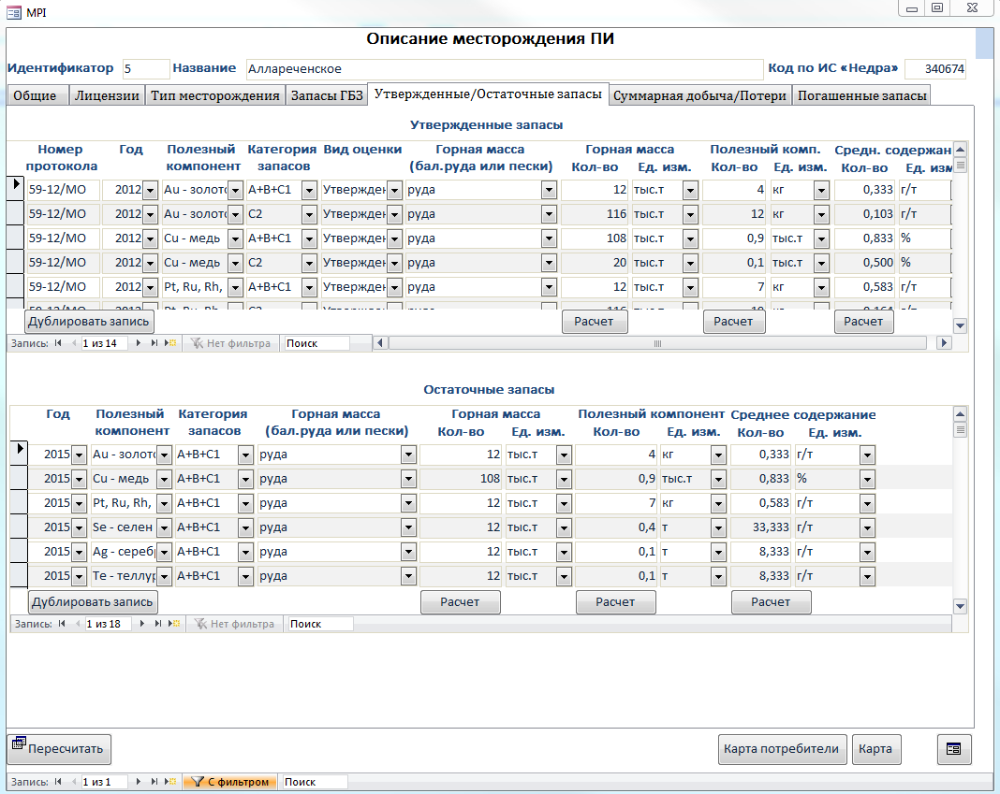 MPI
Описание месторождения ПИ
Идентификатор 5 Название Аллареченское Код по ИС «Недра» 340674
Общие Лицензии Тип месторождения Запасы ГБЗ Утвержденные/Остаточные запасы Суммарная добыча/Потери Погашенные запасы
Утвержденные запасы
Номер Год Полезный Категория Вид оценки Горная масса Горная масса Полезный комп. Средн. содержан
протокола компонент запасов (бал.руда или пески) Кол-во Ед. изм. Кол-во Ед. изм. Кол-во Ед. изм
59-12/МО 2012 Au - золото A+B+C1 Утвержден руда 12 тыс.т 4 кг 0,333 г/т
59-12/МО 2012 Au - золото C2 Утвержден руда 116 тыс.т 12 кг 0,103 г/т
59-12/МО 2012 Cu - медь A+B+C1 Утвержден руда 108 тыс.т 0,9 тыс.т 0,833 %
59-12/МО 2012 Cu - медь C2 Утвержден руда 20 тыс.т 0,1 тыс.т 0,500 %
59-12/МО 2012 Pt, Ru, Rh, A+B+C1 Утвержден руда 12 тыс.т 7 кг 0,583 г/т
59-12/МО 2012 Pt, Ru, Rh, C2 Утвержден руда 116 тыс.т 19 кг 0,164 г/т
Дублировать запись Расчет Расчет Расчет
Запись: 1 из 14 Нет фильтра Поиск
Остаточные запасы
Год Полезный Категория Горная масса Горная масса Полезный компонент Среднее содержание
компонент запасов (бал.руда или пески) Кол-во Ед. изм. Кол-во Ед. изм. Кол-во Ед. изм.
2015 Au - золото A+B+C1 руда 12 тыс.т 4 кг 0,333 г/т
2015 Cu - медь A+B+C1 руда 108 тыс.т 0,9 тыс.т 0,833 %
2015 Pt, Ru, Rh, A+B+C1 руда 12 тыс.т 7 кг 0,583 г/т
2015 Se - селен A+B+C1 руда 12 тыс.т 0,4 т 33,333 г/т
2015 Ag - сереб A+B+C1 руда 12 тыс.т 0,1 т 8,333 г/т
2015 Te - теллур A+B+C1 руда 12 тыс.т 0,1 т 8,333 г/т
Дублировать запись Расчет Расчет Расчет
Запись: 1 из 18 Нет фильтра Поиск
Пересчитать Карта потребители Карта
Запись: 1 из 1 С фильтром Поиск